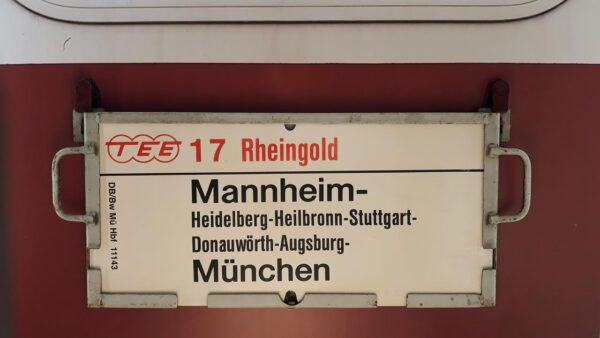 TEE 17 Rheingold
Mannheim-
Heidelberg-Heilbronn-Stuttgart-
Donauwörth-Augsburg-
München
DB/Bw Mü Hbf 11143